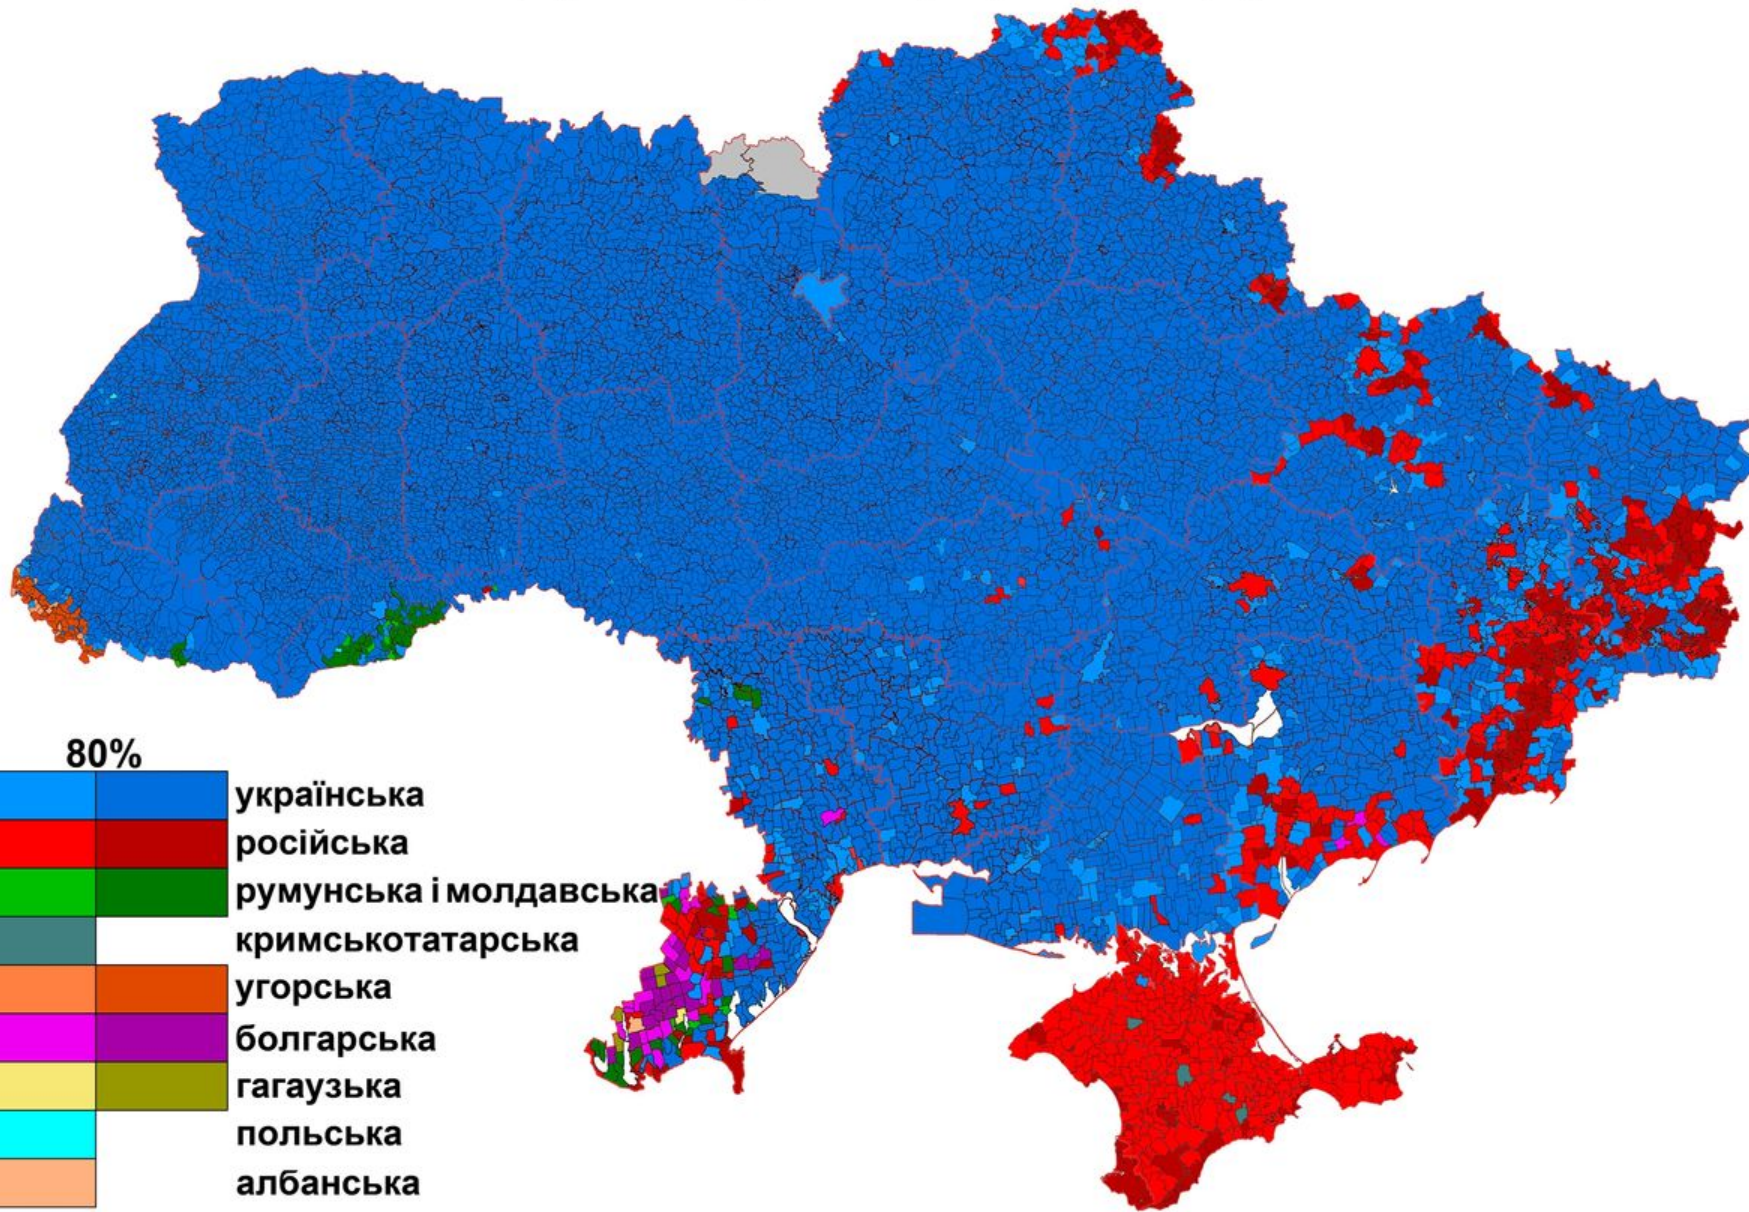 80%
українська
російська
румунська і молдавська
кримськотатарська
угорська
болгарська
гагаузька
польська
албанська